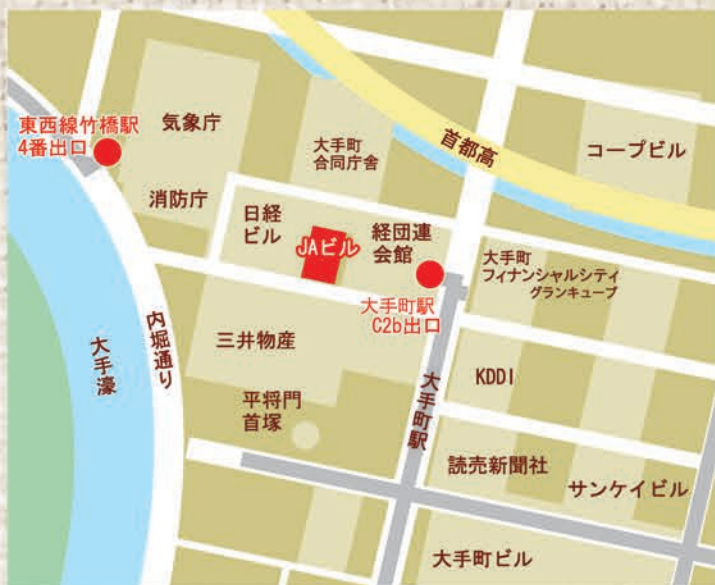 東西線竹橋駅
4番出口
気象庁
消防庁
大手町
合同庁舎
首都高
コープビル
日経
ビル
JAビル
経団連
会館
大手町
フィナンシャルシティ
グランキューブ
大手町駅
C2b出口
大手濠
内堀通り
三井物産
平将門
首塚
大手町駅
KDDI
読売新聞社
サンケイビル
大手町ビル